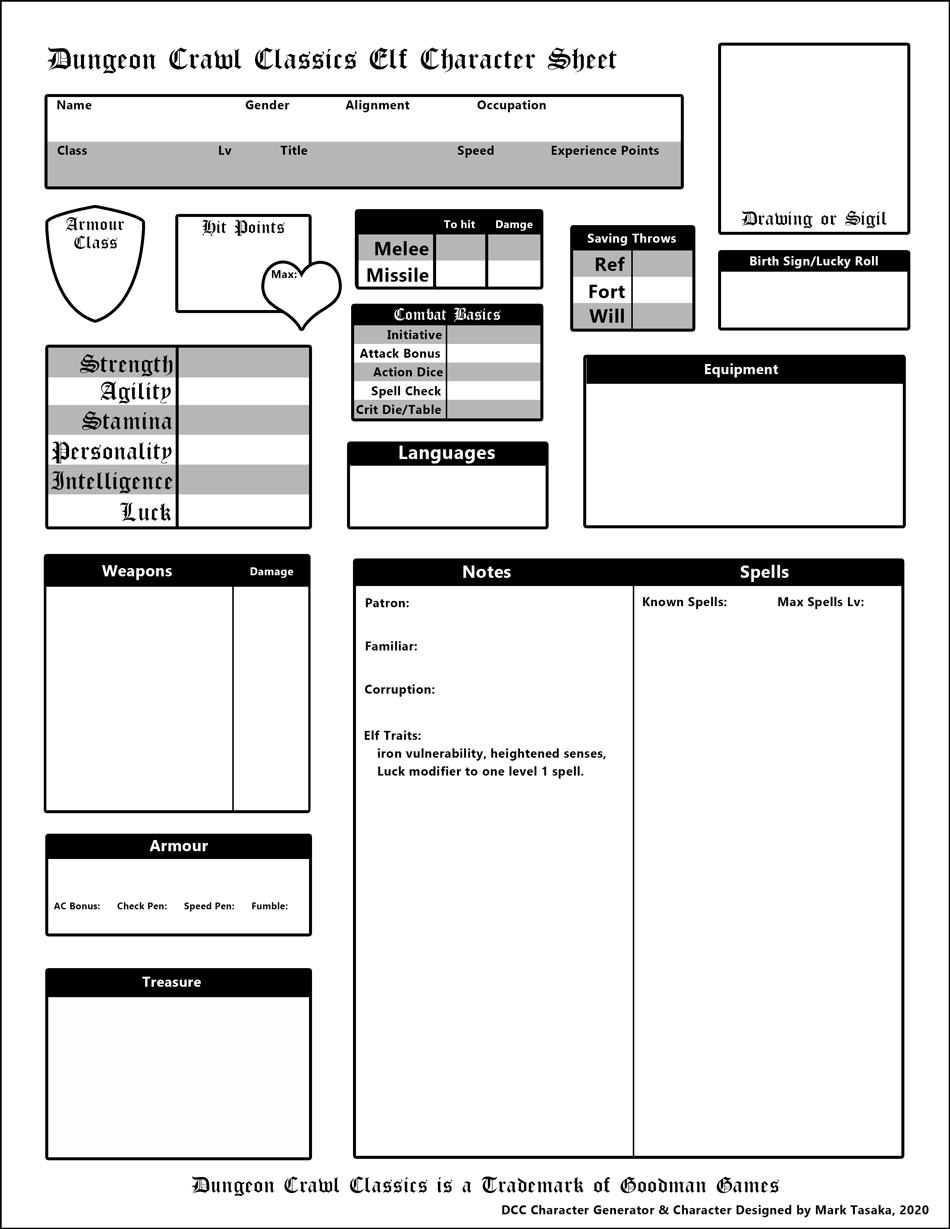 Dungeon Crawl Classics Elf Character Sheet
Name Gender Alignment Occupation
Class Lv Title Speed Experience Points
Drawing or Sigil
Armour
Class
Hit Points
Max:
To hit Damge
Melee
Missile
Saving Throws
Ref
Fort
Will
Birth Sign/Lucky Roll
Combat Basics
Initiative
Attack Bonus
Action Dice
Spell Check
Crit Die/Table
Strength
Agility
Stamina
Personality
Intelligence
Luck
Languages
Equipment
Weapons Damage
Notes Spells
Patron:
Familiar:
Corruption:
Elf Traits:
iron vulnerability, heightened senses,
Luck modifier to one level 1 spell.
Known Spells: Max Spells Lv:
Armour
AC Bonus: Check Pen: Speed Pen: Fumble:
Treasure
Dungeon Crawl Classics is a Trademark of Goodman Games
DCC Character Generator & Character Designed by Mark Tasaka, 2020